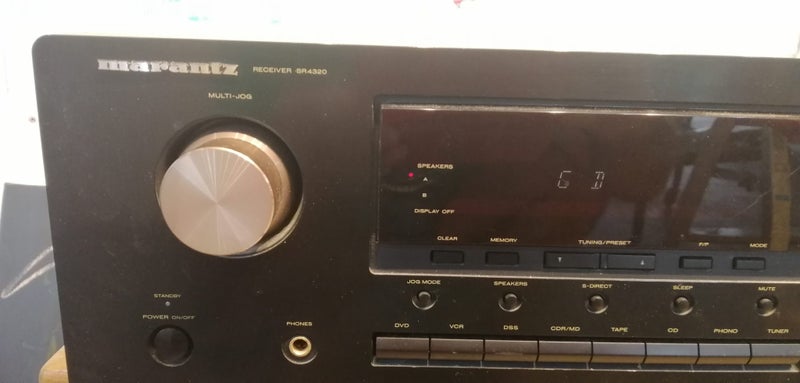 marantz RECEIVER SR4320
MULTI-JOG
SPEAKERS
A
B
DISPLAY OFF
CLEAR MEMORY TUNING/PRESET F/P MODE
JOG MODE SPEAKERS S-DIRECT SLEEP MUTE
STANDBY
POWER ON/OFF
PHONES
DVD VCR DSS CDR/MD TAPE CD PHONO TUNER